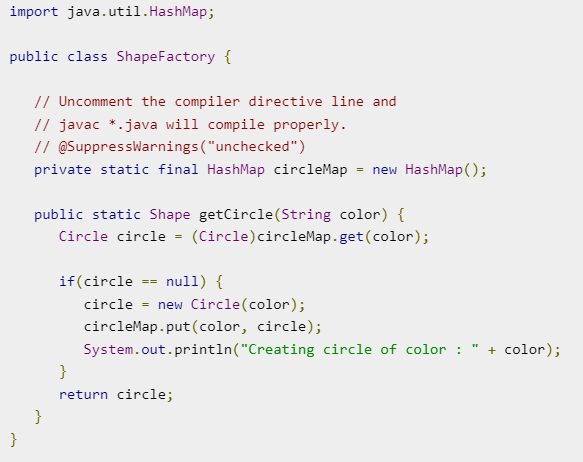 import java.util.HashMap;

public class ShapeFactory {

   // Uncomment the compiler directive line and
   // javac *.java will compile properly.
   // @SuppressWarnings("unchecked")
   private static final HashMap circleMap = new HashMap();

   public static Shape getCircle(String color) {
      Circle circle = (Circle)circleMap.get(color);

      if(circle == null) {
         circle = new Circle(color);
         circleMap.put(color, circle);
         System.out.println("Creating circle of color : " + color);
      }
      return circle;
   }
}